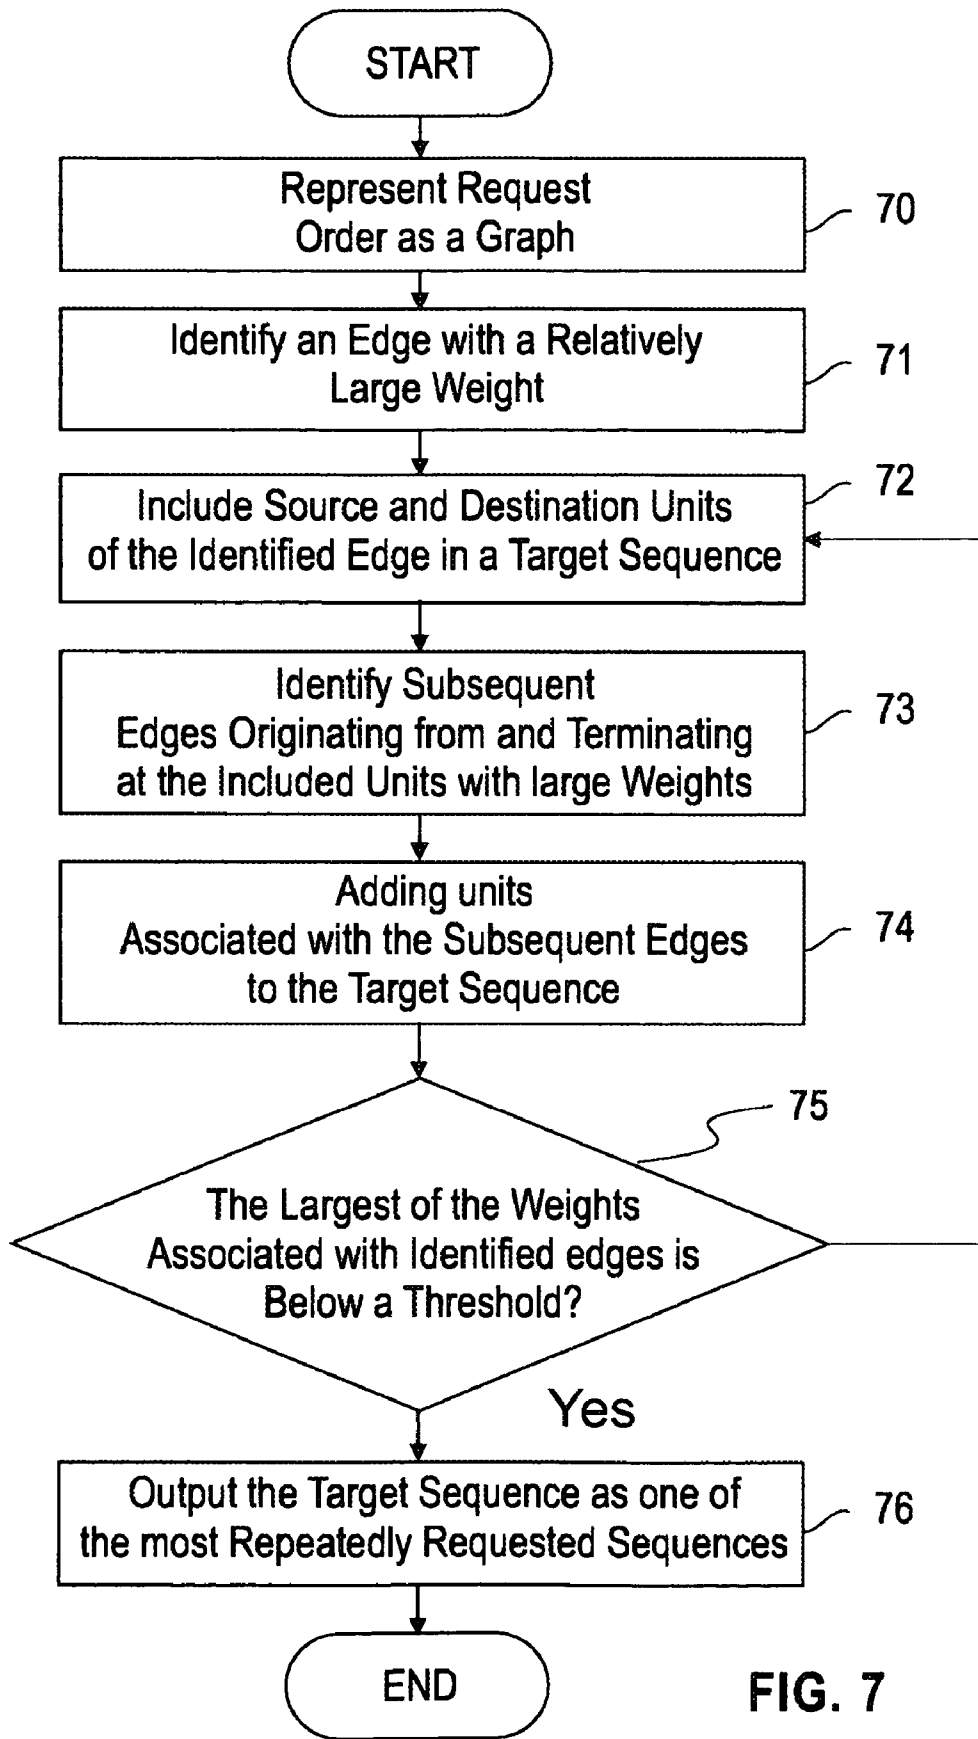 START
Represent Request
Order as a Graph
70
Identify an Edge with a Relatively
Large Weight
71
Include Source and Destination Units
of the Identified Edge in a Target Sequence
72
Identify Subsequent
Edges Originating from and Terminating
at the Included Units with large Weights
73
Adding units
Associated with the Subsequent Edges
to the Target Sequence
74
75
The Largest of the Weights
Associated with Identified edges is
Below a Threshold?
Yes
Output the Target Sequence as one of
the most Repeatedly Requested Sequences
76
END
FIG. 7